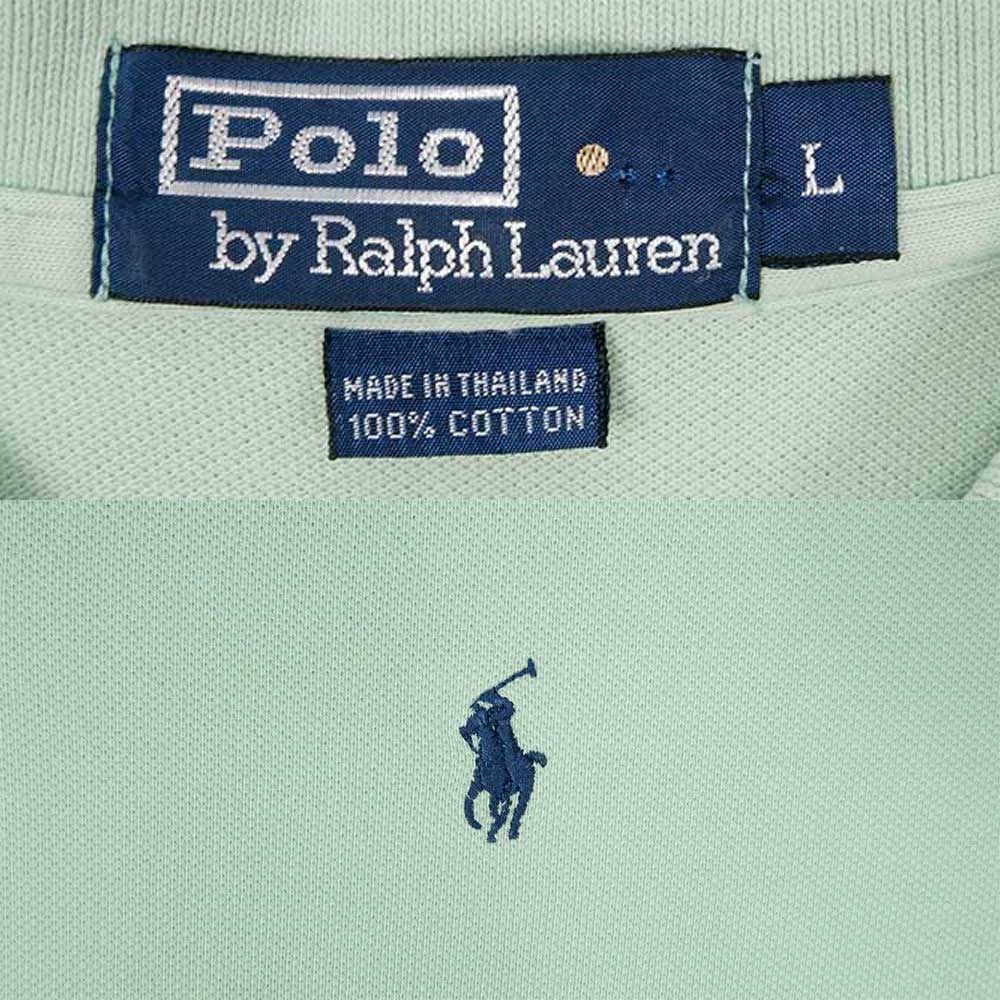 Polo
by Ralph Lauren
L
MADE IN THAILAND
100% COTTON